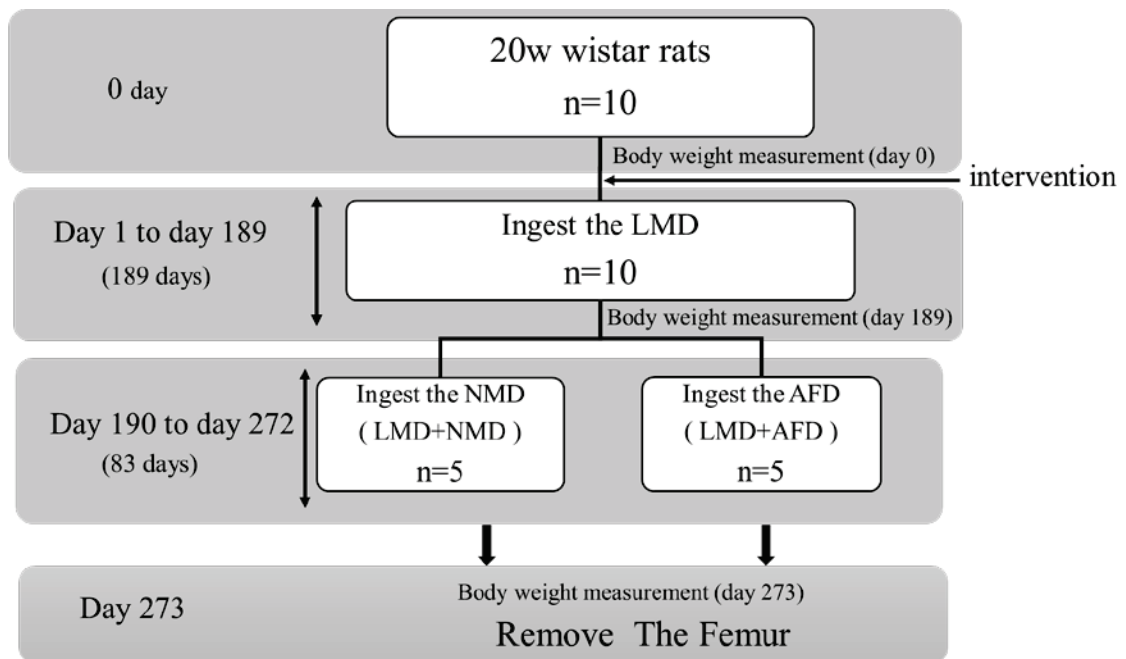 20w wistar rats
n=10
0 day
Body weight measurement (day 0)
intervention
Ingest the LMD
n=10
Day 1 to day 189
(189 days)
Body weight measurement (day 189)
Day 190 to day 272
(83 days)
Ingest the NMD
( LMD+NMD )
n=5
Ingest the AFD
( LMD+AFD )
n=5
Day 273
Body weight measurement (day 273)
Remove The Femur